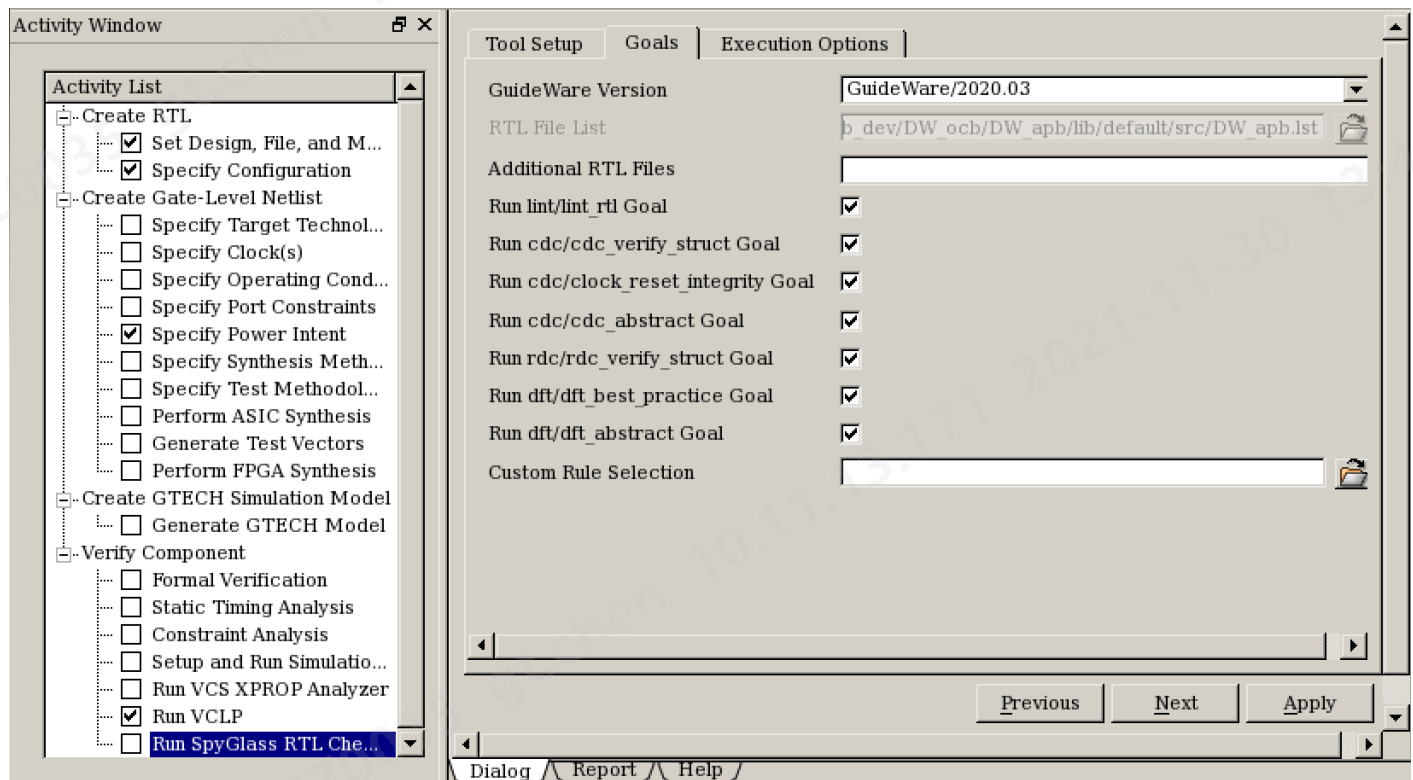 Activity Window
Activity List
Create RTL
Set Design, File, and M...
Specify Configuration
Create Gate-Level Netlist
Specify Target Technol...
Specify Clock(s)
Specify Operating Cond...
Specify Port Constraints
Specify Power Intent
Specify Synthesis Meth...
Specify Test Methodol...
Perform ASIC Synthesis
Generate Test Vectors
Perform FPGA Synthesis
Create GTECH Simulation Model
Generate GTECH Model
Verify Component
Formal Verification
Static Timing Analysis
Constraint Analysis
Setup and Run Simulatio...
Run VCS XPROP Analyzer
Run VCLP
Run SpyGlass RTL Che...
Tool Setup Goals Execution Options
GuideWare Version GuideWare/2020.03
RTL File List b_dev/DW_ocb/DW_apb/lib/default/src/DW_apb.lst
Additional RTL Files
Run lint/lint_rtl Goal
Run cdc/cdc_verify_struct Goal
Run cdc/clock_reset_integrity Goal
Run cdc/cdc_abstract Goal
Run rdc/rdc_verify_struct Goal
Run dft/dft_best_practice Goal
Run dft/dft_abstract Goal
Custom Rule Selection
Previous Next Apply
Dialog Report Help
10.11.13.171 2021-11-30